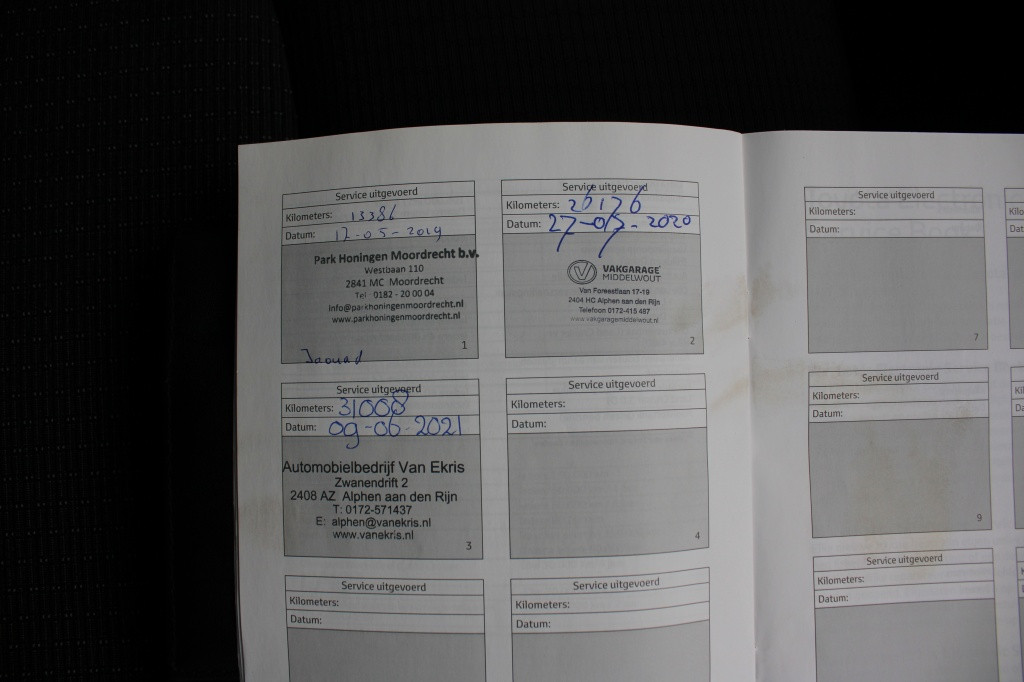 Service uitgevoerd
Kilometers: 13386
Datum: 17-05-2019
Park Honingen Moordrecht b.v.
Westbaan 110
2841 MC Moordrecht
Tel 0182 - 20 00 04
info@parkhoningenmoordrecht.nl
www.parkhoningenmoordrecht.nl
Jaouad
1
Service uitgevoerd
Kilometers: 26176
Datum: 27-05-2020
VAKGARAGE
MIDDELWOUT
Van Foreestlaan 17-19
2404 HC Alphen aan den Rijn
Telefoon 0172-415 487
www.vakgaragemiddelwout.nl
2
Service uitgevoerd
Kilometers: 31008
Datum: 09-06-2021
Automobielbedrijf Van Ekris
Zwanendrift 2
2408 AZ Alphen aan den Rijn
T: 0172-571437
E: alphen@vanekris.nl
www.vanekris.nl
3
Service uitgevoerd
Kilometers:
Datum:
4
Service uitgevoerd
Kilometers:
Datum:
Service uitgevoerd
Kilometers:
Datum:
Service uitgevoerd
Kilometers:
Datum:
7
Service uitgevoerd
Kilometers:
Datum:
9
Service uitgevoerd
Kilometers:
Datum: